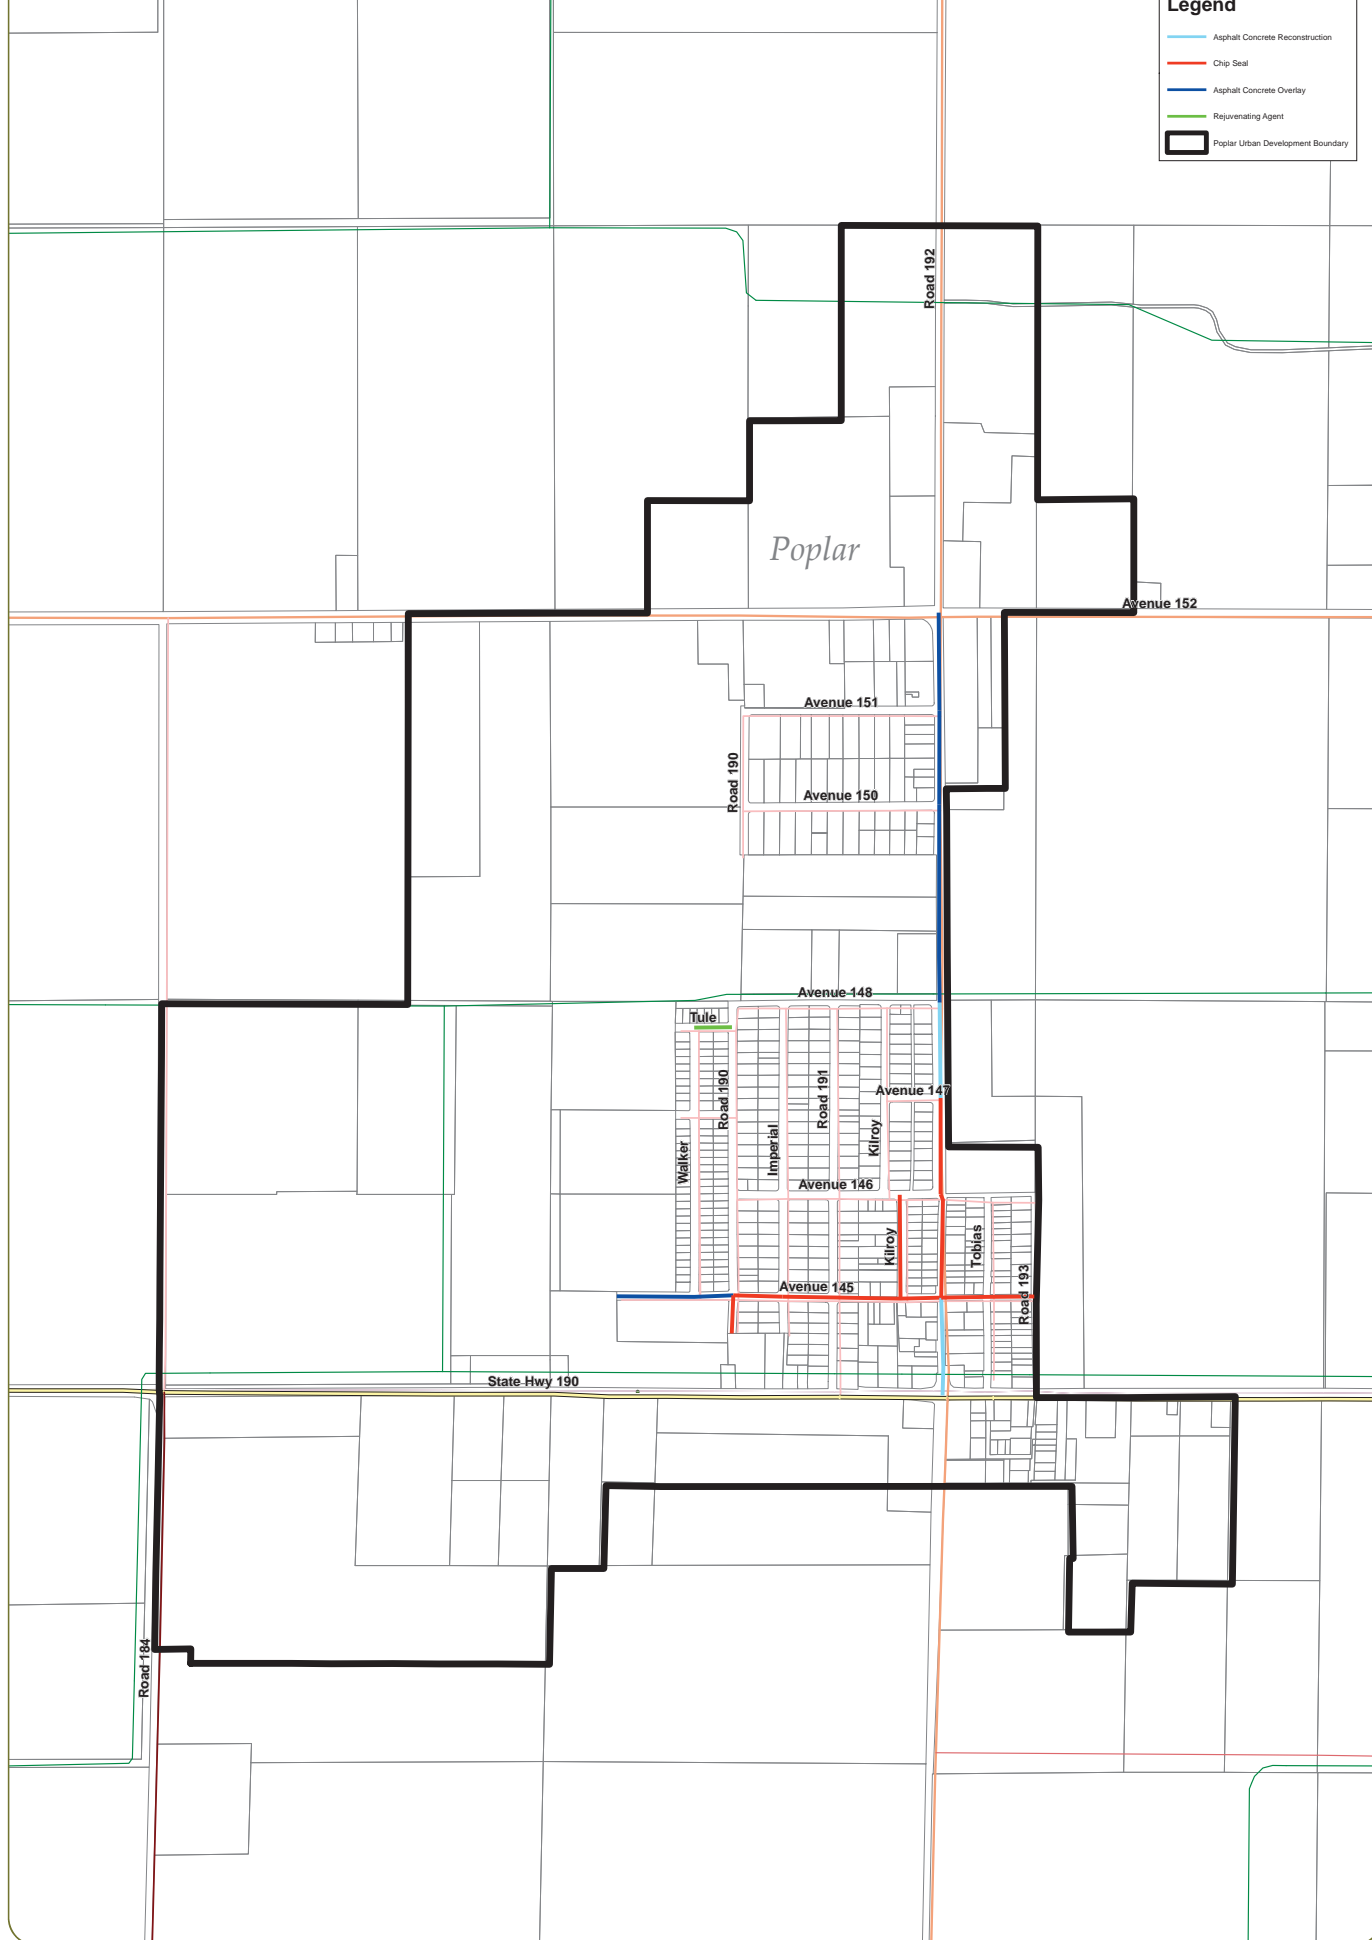 Legend
Asphalt Concrete Reconstruction
Chip Seal
Asphalt Concrete Overlay
Rejuvenating Agent
Poplar Urban Development Boundary
Road 192
Poplar
Avenue 152
Avenue 151
Road 190
Avenue 150
Avenue 148
Tule
Road 190
Road 191
Avenue 147
Kilroy
Imperial
Walker
Avenue 146
Kilroy
Tobias
Road 193
Avenue 145
State Hwy 190
Road 184